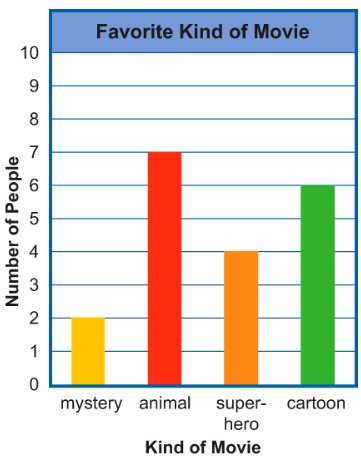 Favorite Kind of Movie
Number of People
10
9
8
7
6
5
4
3
2
1
0
mystery
animal
super-
hero
cartoon
Kind of Movie